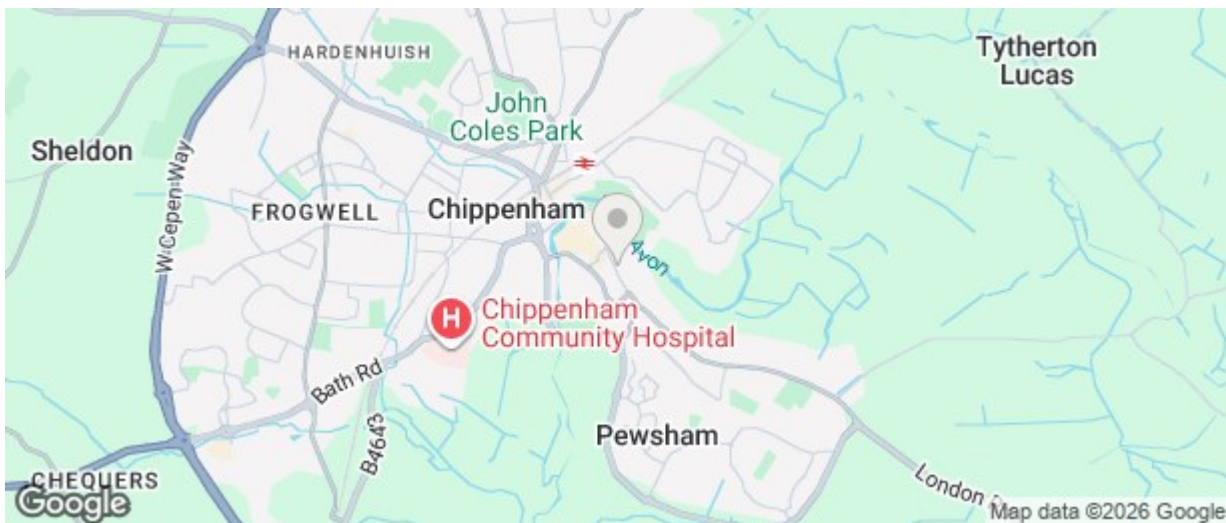 HARDENHUISH
Tytherton
Lucas
John
Coles Park
Sheldon
W Cepen Way
FROGWELL
Chippenham
Avon
H
Chippenham
Community Hospital
Bath Rd
B4643
Pewsham
CHEQUERS
London
Google
Map data ©2026 Google